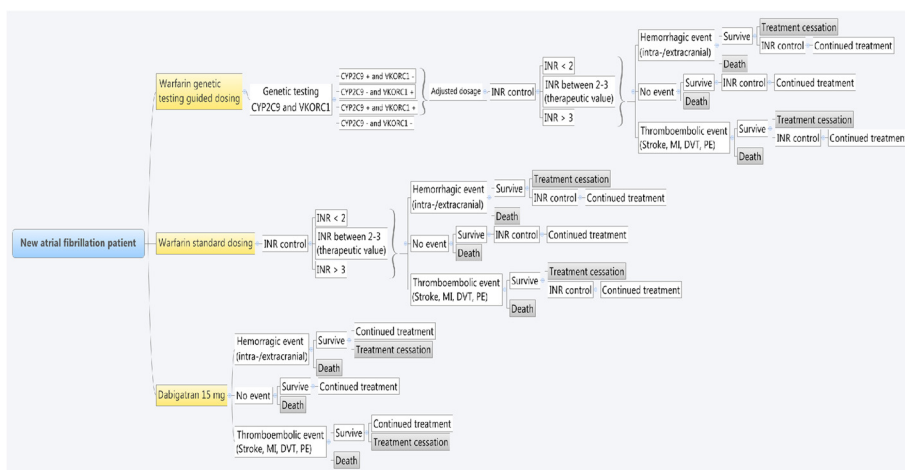 New atrial fibrillation patient
Warfarin genetic
testing guided dosing
Genetic testing
CYP2C9 and VKORC1
CYP2C9 + and VKORC1 -
CYP2C9 - and VKORC1 +
CYP2C9 + and VKORC1 +
CYP2C9 - and VKORC1 -
Adjusted dosage
INR control
INR < 2
INR between 2-3
(therapeutic value)
INR > 3
Hemorrhagic event
(intra-/extracranial)
Survive
Treatment cessation
INR control
Continued treatment
Death
No event
Survive
INR control
Continued treatment
Death
Thromboembolic event
(Stroke, MI, DVT, PE)
Survive
Treatment cessation
INR control
Continued treatment
Death
Warfarin standard dosing
INR control
INR < 2
INR between 2-3
(therapeutic value)
INR > 3
Hemorrhagic event
(intra-/extracranial)
Survive
Treatment cessation
INR control
Continued treatment
Death
No event
Survive
INR control
Continued treatment
Death
Thromboembolic event
(Stroke, MI, DVT, PE)
Survive
Treatment cessation
INR control
Continued treatment
Death
Dabigatran 15 mg
Hemorragic event
(intra-/extracranial)
Survive
Continued treatment
Treatment cessation
Death
No event
Survive
Continued treatment
Death
Thromboembolic event
(Stroke, MI, DVT, PE)
Survive
Continued treatment
Treatment cessation
Death